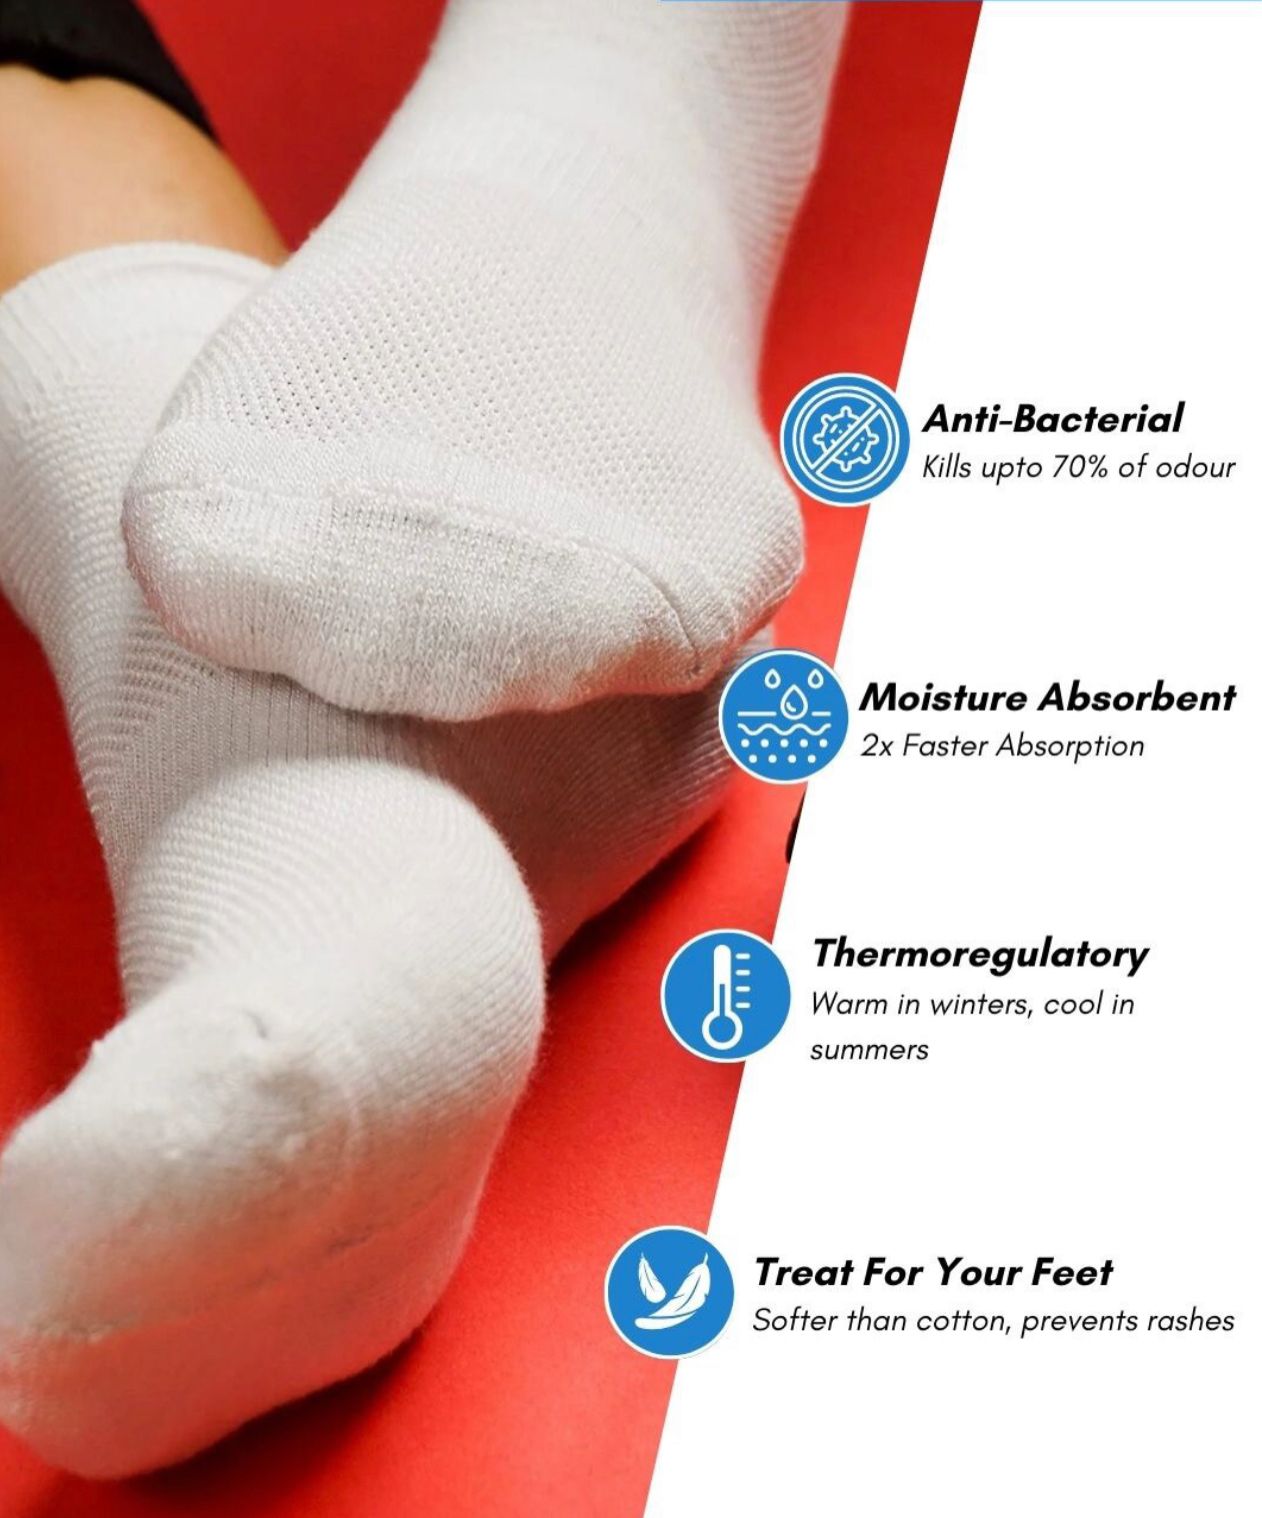 Anti-Bacterial
Kills upto 70% of odour
Moisture Absorbent
2x Faster Absorption
Thermoregulatory
Warm in winters, cool in
summers
Treat For Your Feet
Softer than cotton, prevents rashes